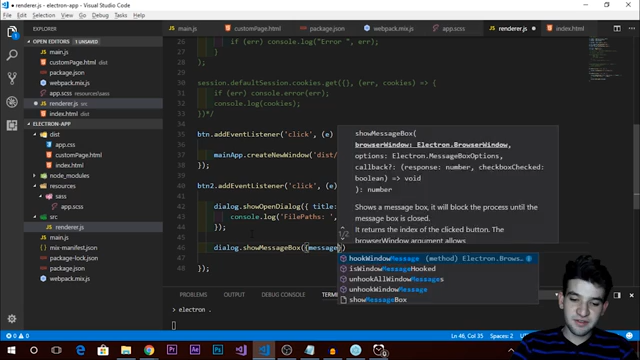 renderer.js - electron-app - Visual Studio Code
File Edit Selection View Go Debug Tasks Help
EXPLORER
OPEN EDITORS 1 UNSAVED
main.js
customPage.html
package.json
webpack.mix.js
app.scss resources\sass
renderer.js src
index.html
ELECTRON-APP
dist
app.css
customPage.html
index.html
node_modules
resources
sass
app.scss
src
renderer.js
main.js
mix-manifest.json
package.json
webpack.mix.js
main.js customPage.html package.json webpack.mix.js app.scss renderer.js index.html
26 if (err) console.log("Error ", err);
});
28
session.defaultSession.cookies.get({}, (err, cookies) => {
if (err) console.error(err);
console.log(cookies);
})*/
btn.addEventListener('click', (e)
mainApp.createNewWindow('dist/
btn2.addEventListener('click', (e)
dialog.showOpenDialog({ title:
console.log('FilePaths: ',
});
46 dialog.showMessageBox({message})
48 });
showMessageBox(
browserWindow: Electron.BrowserWindow,
options: Electron.MessageBoxOptions,
callback?: (response: number, checkboxChecked:
boolean) => void
): number
Shows a message box, it will block the process until the
message box is closed.
1/2
It returns the index of the clicked button. The
browserWindow argument allows
hookWindowMessage (method) Electron.Brows...
isWindowMessageHooked
unhookAllWindowMessages
unhookWindowMessage
showMessageBox
PROBLEMS OUTPUT DEBUG CONSOLE TERMINAL
> electron .
0 0
Ln 46, Col 35 Spaces: 2